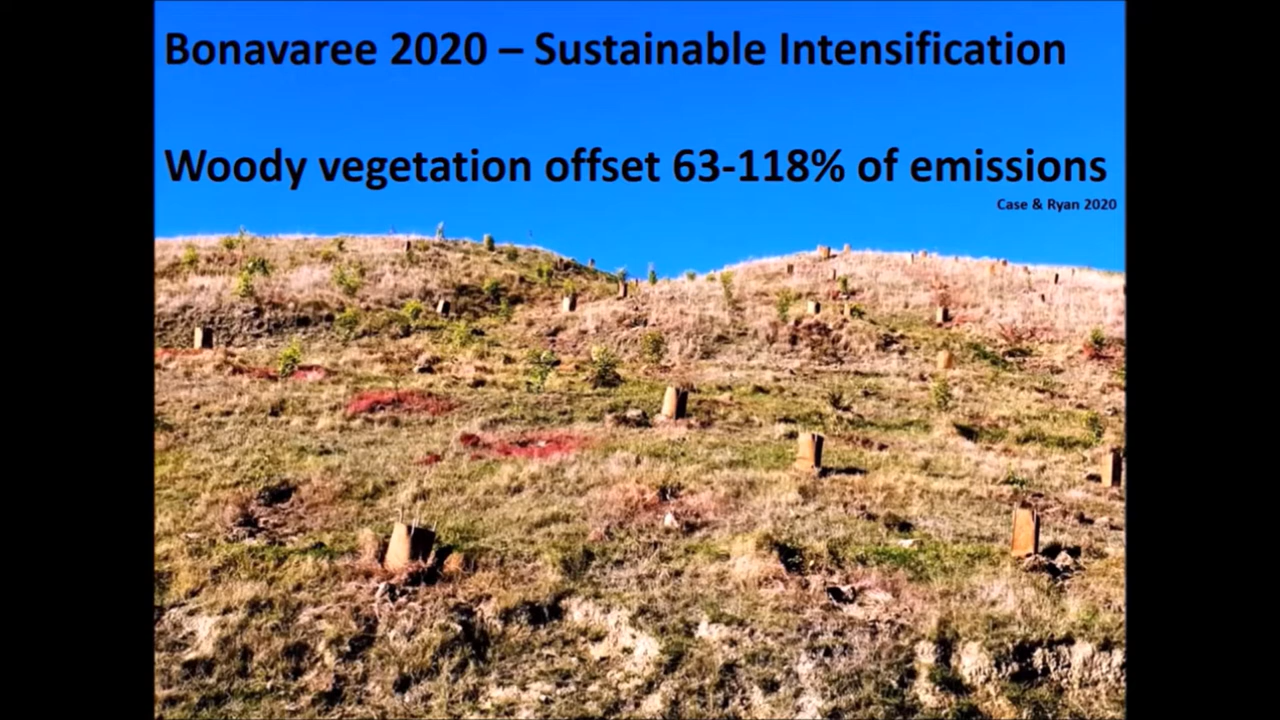 Bonavaree 2020 – Sustainable Intensification
Woody vegetation offset 63-118% of emissions
Case & Ryan 2020